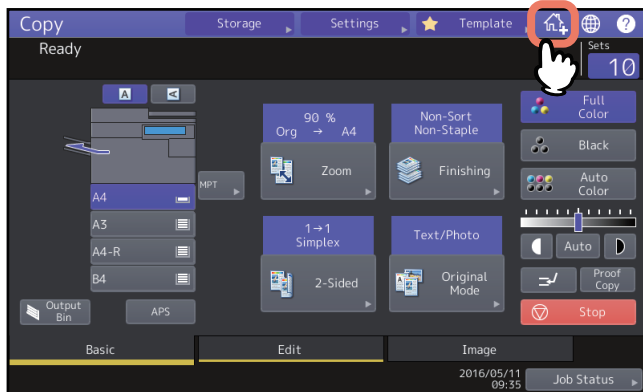 Copy
Storage
Settings
Template
?
Ready
Sets
10
A
A
90 %
Org → A4
Zoom
Non-Sort
Non-Staple
Finishing
Full
Color
Black
Auto
Color
MPT
A4
A3
A4-R
B4
1→1
Simplex
2-Sided
Text/Photo
Original
Mode
Auto
Proof
Copy
Output
Bin
APS
Stop
Basic
Edit
Image
2016/05/11
09:35
Job Status